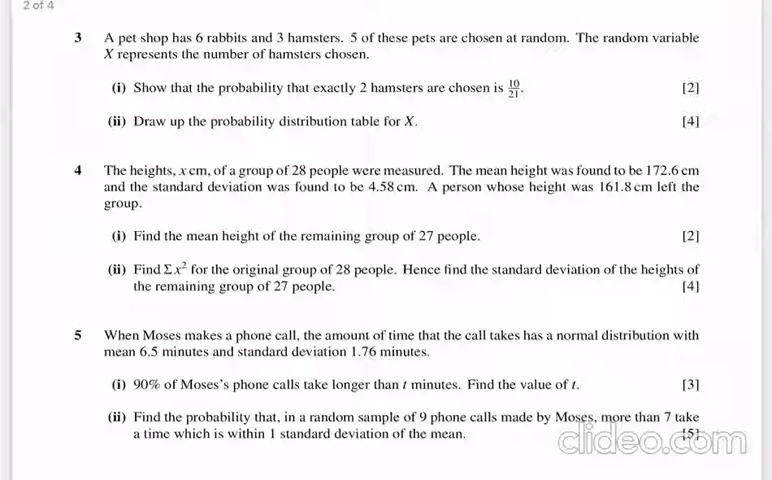 2 of 4
3 A pet shop has 6 rabbits and 3 hamsters. 5 of these pets are chosen at random. The random variable
X represents the number of hamsters chosen.
(i) Show that the probability that exactly 2 hamsters are chosen is 10/21. [2]
(ii) Draw up the probability distribution table for X. [4]
4 The heights, x cm, of a group of 28 people were measured. The mean height was found to be 172.6 cm
and the standard deviation was found to be 4.58 cm. A person whose height was 161.8 cm left the
group.
(i) Find the mean height of the remaining group of 27 people. [2]
(ii) Find Σx² for the original group of 28 people. Hence find the standard deviation of the heights of
the remaining group of 27 people. [4]
5 When Moses makes a phone call, the amount of time that the call takes has a normal distribution with
mean 6.5 minutes and standard deviation 1.76 minutes.
(i) 90% of Moses's phone calls take longer than t minutes. Find the value of t. [3]
(ii) Find the probability that, in a random sample of 9 phone calls made by Moses, more than 7 take
a time which is within 1 standard deviation of the mean. [5]
clideo.com